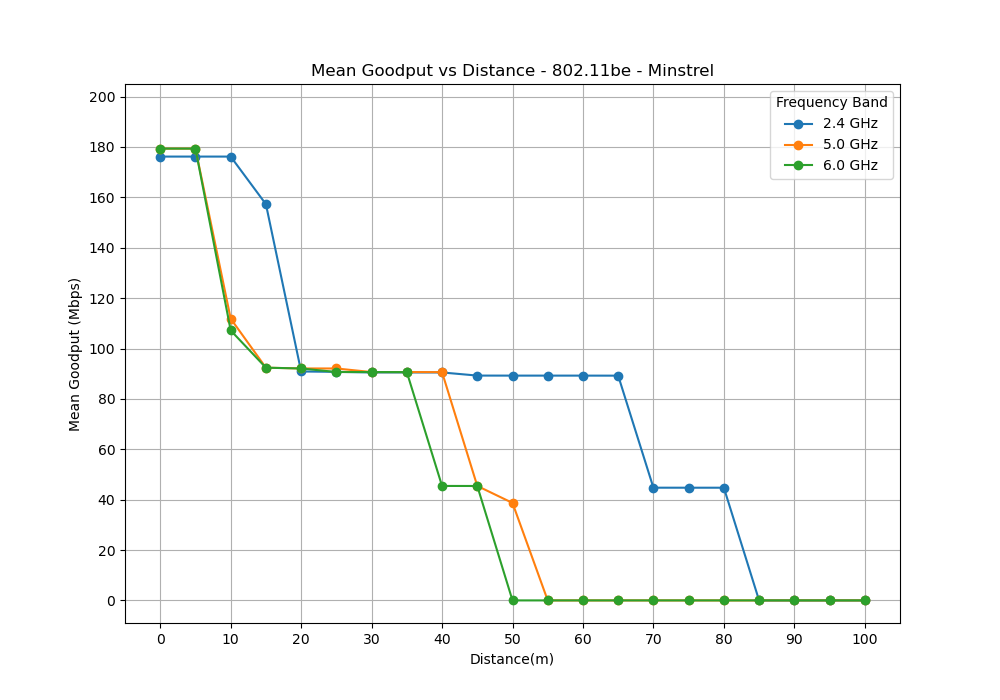 Mean Goodput vs Distance - 802.11be - Minstrel
Mean Goodput (Mbps)
200
180
160
140
120
100
80
60
40
20
0
Frequency Band
2.4 GHz
5.0 GHz
6.0 GHz
0 10 20 30 40 50 60 70 80 90 100
Distance(m)